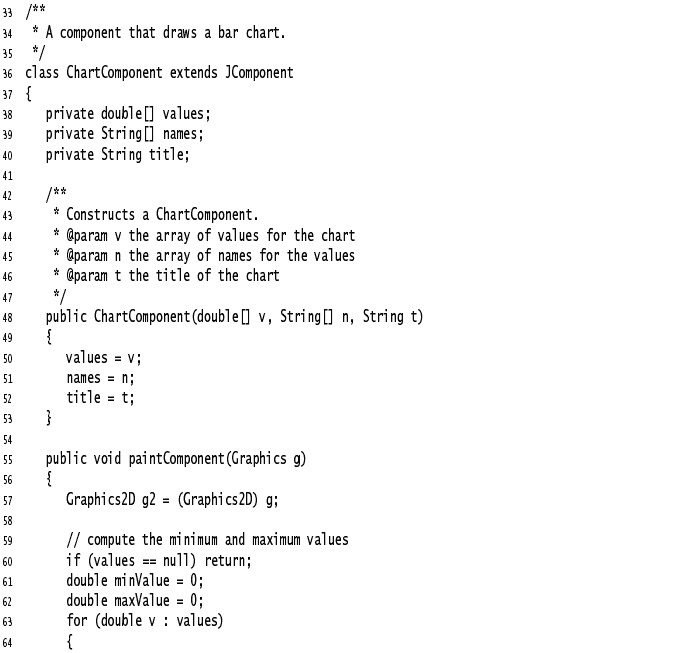 33 /**
34  * A component that draws a bar chart.
35  */
36 class ChartComponent extends JComponent
37 {
38    private double[] values;
39    private String[] names;
40    private String title;
41
42    /**
43     * Constructs a ChartComponent.
44     * @param v the array of values for the chart
45     * @param n the array of names for the values
46     * @param t the title of the chart
47     */
48    public ChartComponent(double[] v, String[] n, String t)
49    {
50       values = v;
51       names = n;
52       title = t;
53    }
54
55    public void paintComponent(Graphics g)
56    {
57       Graphics2D g2 = (Graphics2D) g;
58
59       // compute the minimum and maximum values
60       if (values == null) return;
61       double minValue = 0;
62       double maxValue = 0;
63       for (double v : values)
64       {